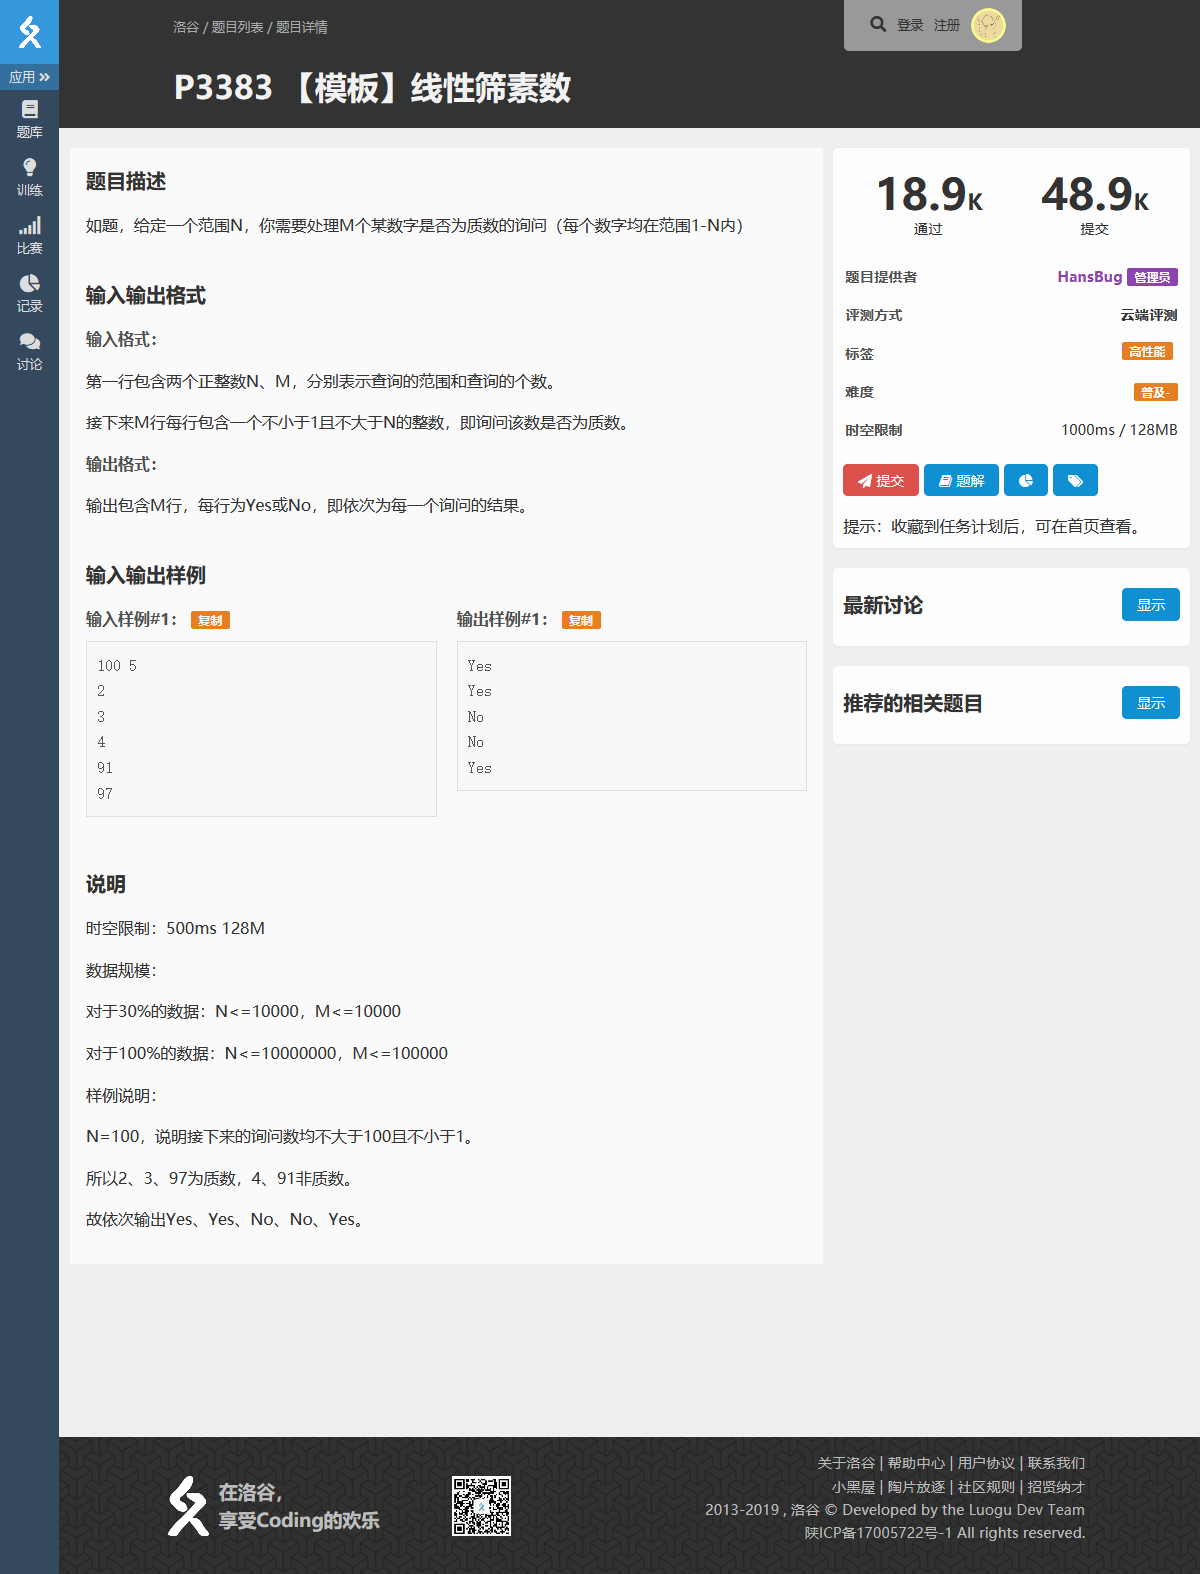 洛谷 / 题目列表 / 题目详情
登录 注册
P3383 【模板】线性筛素数
应用
题库
训练
比赛
记录
讨论
题目描述
如题，给定一个范围N，你需要处理M个某数字是否为质数的询问（每个数字均在范围1-N内）
输入输出格式
输入格式：
第一行包含两个正整数N、M，分别表示查询的范围和查询的个数。
接下来M行每行包含一个不小于1且不大于N的整数，即询问该数是否为质数。
输出格式：
输出包含M行，每行为Yes或No，即依次为每一个询问的结果。
输入输出样例
输入样例#1： 复制
100 5
2
3
4
91
97
输出样例#1： 复制
Yes
Yes
No
No
Yes
说明
时空限制：500ms 128M
数据规模：
对于30%的数据：N<=10000，M<=10000
对于100%的数据：N<=10000000，M<=100000
样例说明：
N=100，说明接下来的询问数均不大于100且不小于1。
所以2、3、97为质数，4、91非质数。
故依次输出Yes、Yes、No、No、Yes。
18.9K 48.9K
通过 提交
题目提供者 HansBug 管理员
评测方式 云端评测
标签 高性能
难度 普及-
时空限制 1000ms / 128MB
提交 题解
提示：收藏到任务计划后，可在首页查看。
最新讨论 显示
推荐的相关题目 显示
在洛谷，
享受Coding的欢乐
关于洛谷 | 帮助中心 | 用户协议 | 联系我们
小黑屋 | 陶片放逐 | 社区规则 | 招贤纳才
2013-2019 , 洛谷 © Developed by the Luogu Dev Team
陕ICP备17005722号-1 All rights reserved.